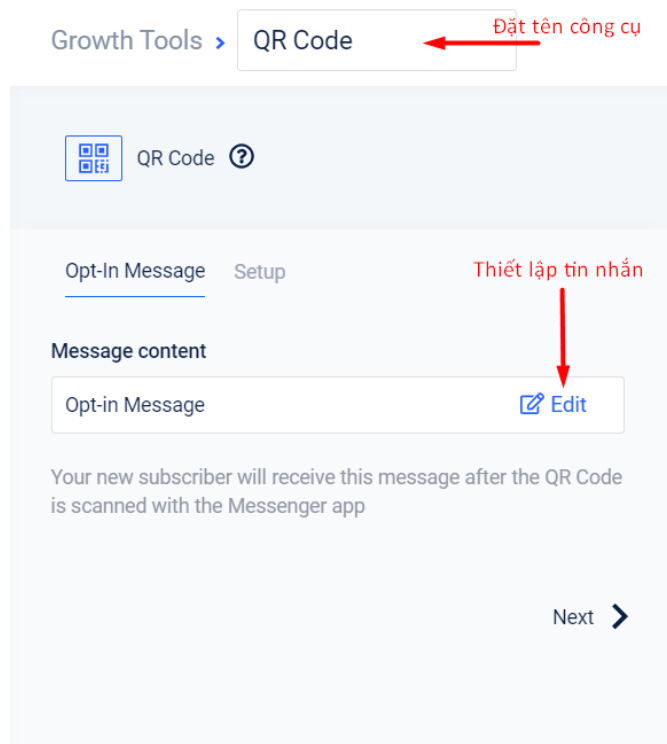 Growth Tools > QR Code
Đặt tên công cụ
QR Code ?
Opt-In Message Setup
Thiết lập tin nhắn
Message content
Opt-in Message Edit
Your new subscriber will receive this message after the QR Code
is scanned with the Messenger app
Next >